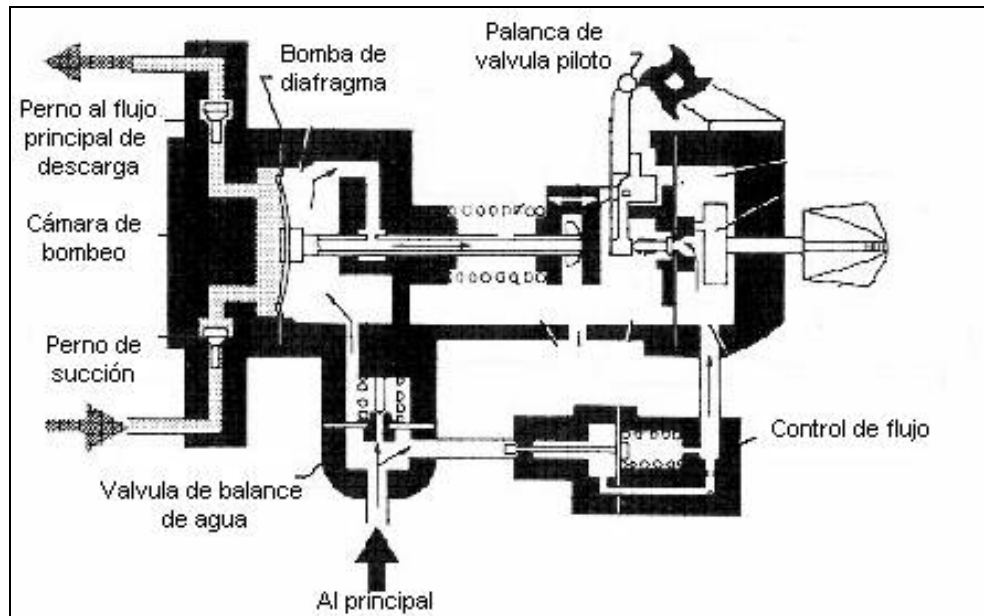 Palanca de
valvula piloto
Bomba de
diafragma
Perno al flujo
principal de
descarga
Cámara de
bombeo
Perno de
succión
Control de flujo
Valvula de balance
de agua
Al principal